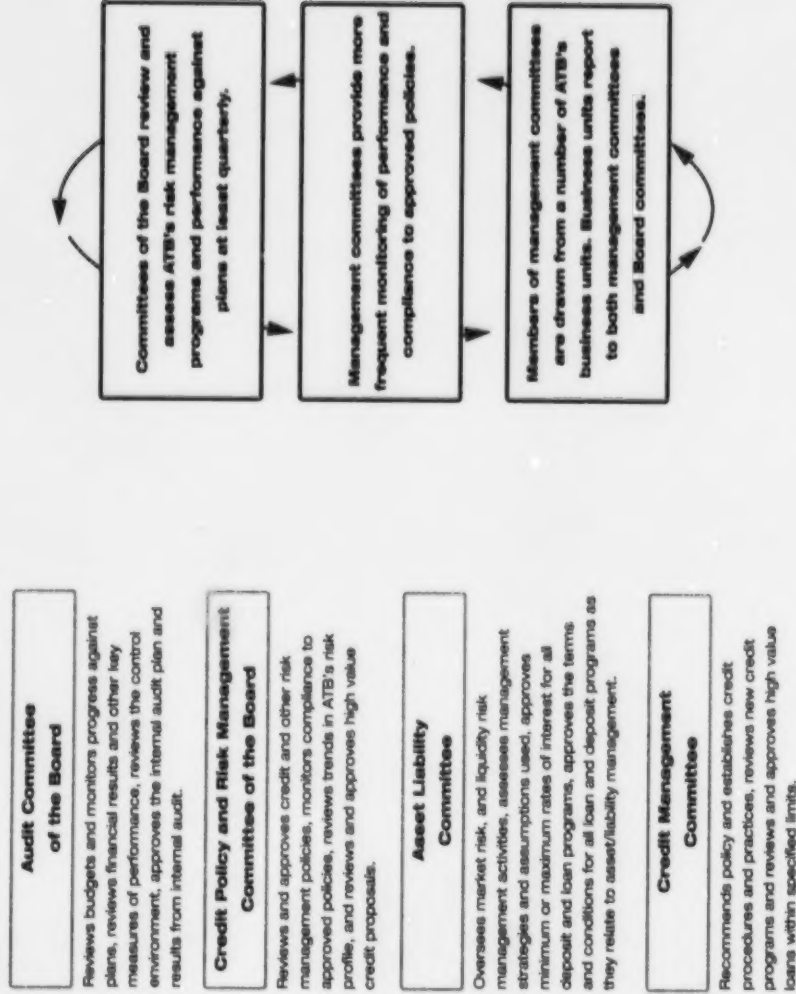 Audit Committee
of the Board
Reviews budgets and monitors progress against
plans, reviews financial results and other key
measures of performance, reviews the control
environment, approves the internal audit plan and
results from internal audit.
Credit Policy and Risk Management
Committee of the Board
Reviews and approves credit and other risk
management policies, monitors compliance to
approved policies, reviews trends in ATB's risk
profile, and reviews and approves high value
credit proposals.
Asset Liability
Committee
Oversees market risk, and liquidity risk
management activities, assesses management
strategies and assumptions used, approves
minimum or maximum rates of interest for all
deposit and loan programs, approves the terms
and conditions for all loan and deposit programs as
they relate to asset/liability management.
Credit Management
Committee
Recommends policy and establishes credit
procedures and practices, reviews new credit
programs and reviews and approves high value
loans within specified limits.
Committees of the Board review and
assess ATB's risk management
programs and performance against
plans at least quarterly.
Management committees provide more
frequent monitoring of performance and
compliance to approved policies.
Members of management committees
are drawn from a number of ATB's
business units. Business units report
to both management committees
and Board committees.